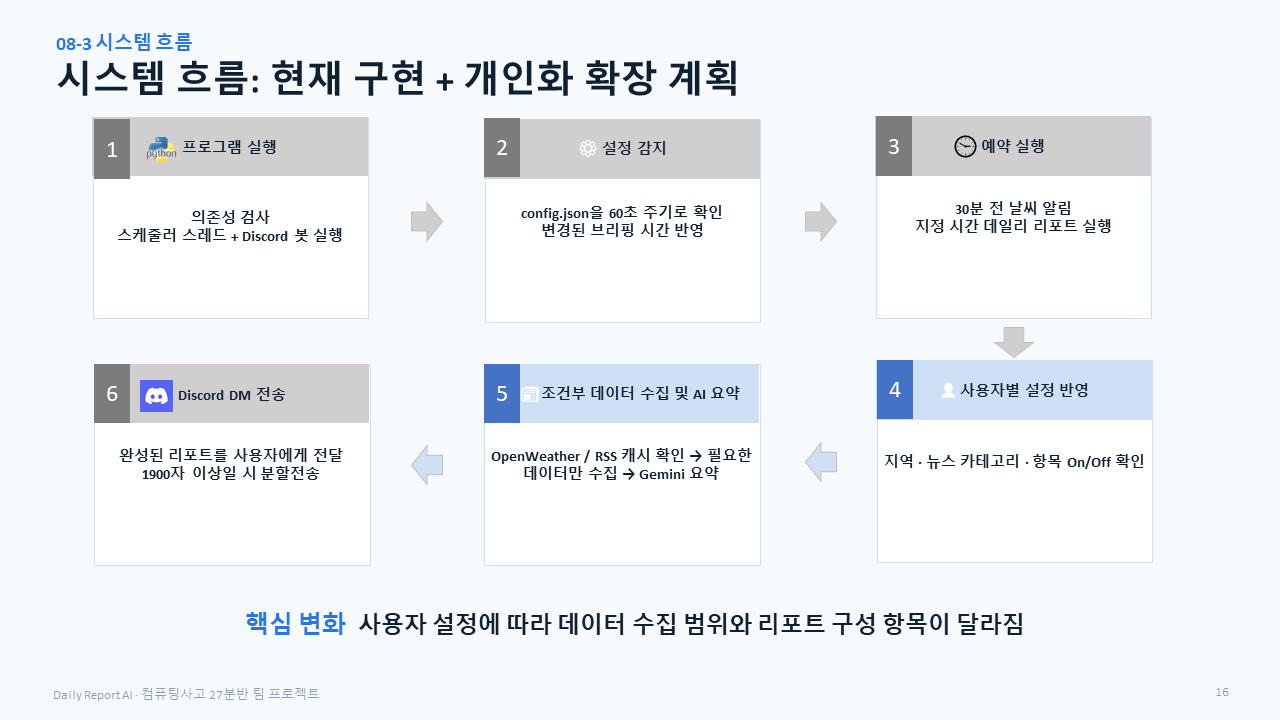 08-3 시스템 흐름
시스템 흐름: 현재 구현 + 개인화 확장 계획
1
python
프로그램 실행
의존성 검사
스케줄러 스레드 + Discord 봇 실행
2
설정 감지
config.json을 60초 주기로 확인
변경된 브리핑 시간 반영
3
예약 실행
30분 전 날씨 알림
지정 시간 데일리 리포트 실행
4
사용자별 설정 반영
지역 · 뉴스 카테고리 · 항목 On/Off 확인
5
조건부 데이터 수집 및 AI 요약
OpenWeather / RSS 캐시 확인 → 필요한
데이터만 수집 → Gemini 요약
6
Discord DM 전송
완성된 리포트를 사용자에게 전달
1900자 이상일 시 분할전송
핵심 변화 사용자 설정에 따라 데이터 수집 범위와 리포트 구성 항목이 달라짐
Daily Report AI · 컴퓨팅사고 27분반 팀 프로젝트
16